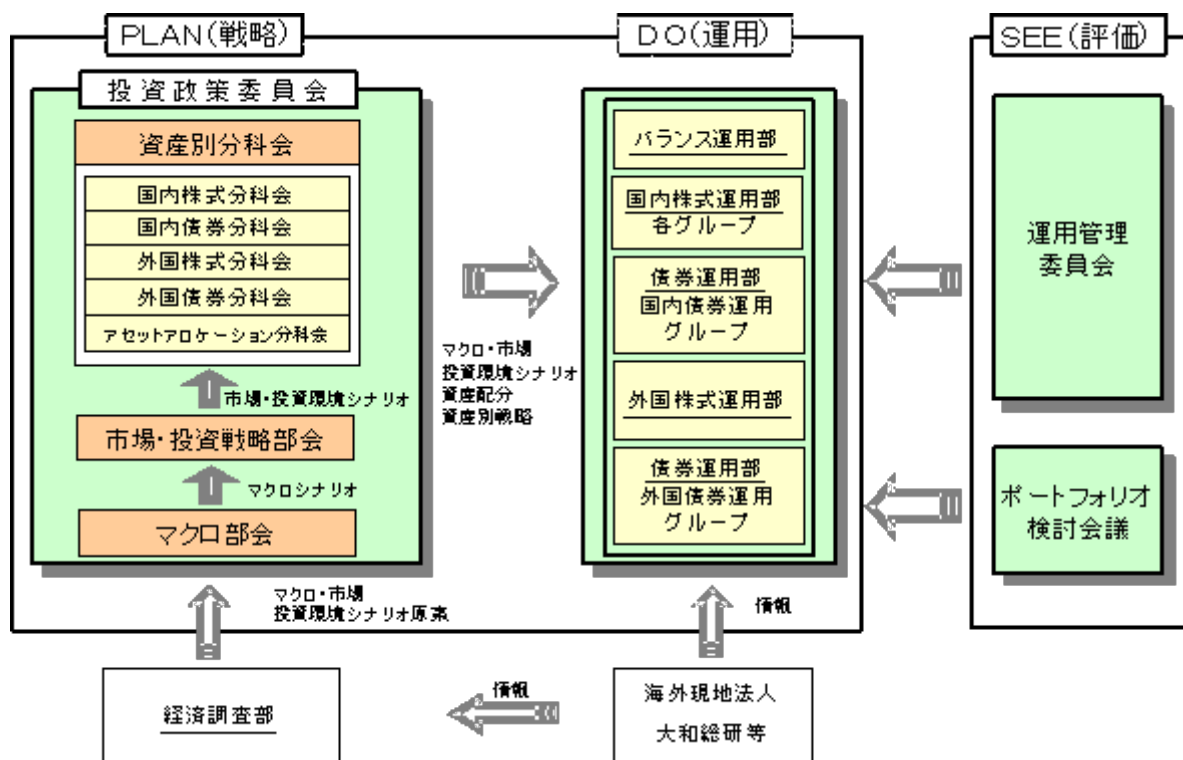 PLAN(戦略)
投資政策委員会
資産別分科会
国内株式分科会
国内債券分科会
外国株式分科会
外国債券分科会
アセットアロケーション分科会
市場・投資環境シナリオ
市場・投資戦略部会
マクロシナリオ
マクロ部会
マクロ・市場
投資環境シナリオ
資産配分
資産別戦略
DO(運用)
バランス運用部
国内株式運用部
各グループ
債券運用部
国内債券運用
グループ
外国株式運用部
債券運用部
外国債券運用
グループ
SEE(評価)
運用管理
委員会
ポートフォリオ
検討会議
マクロ・市場
投資環境シナリオ原案
情報
経済調査部
情報
海外現地法人
大和総研等